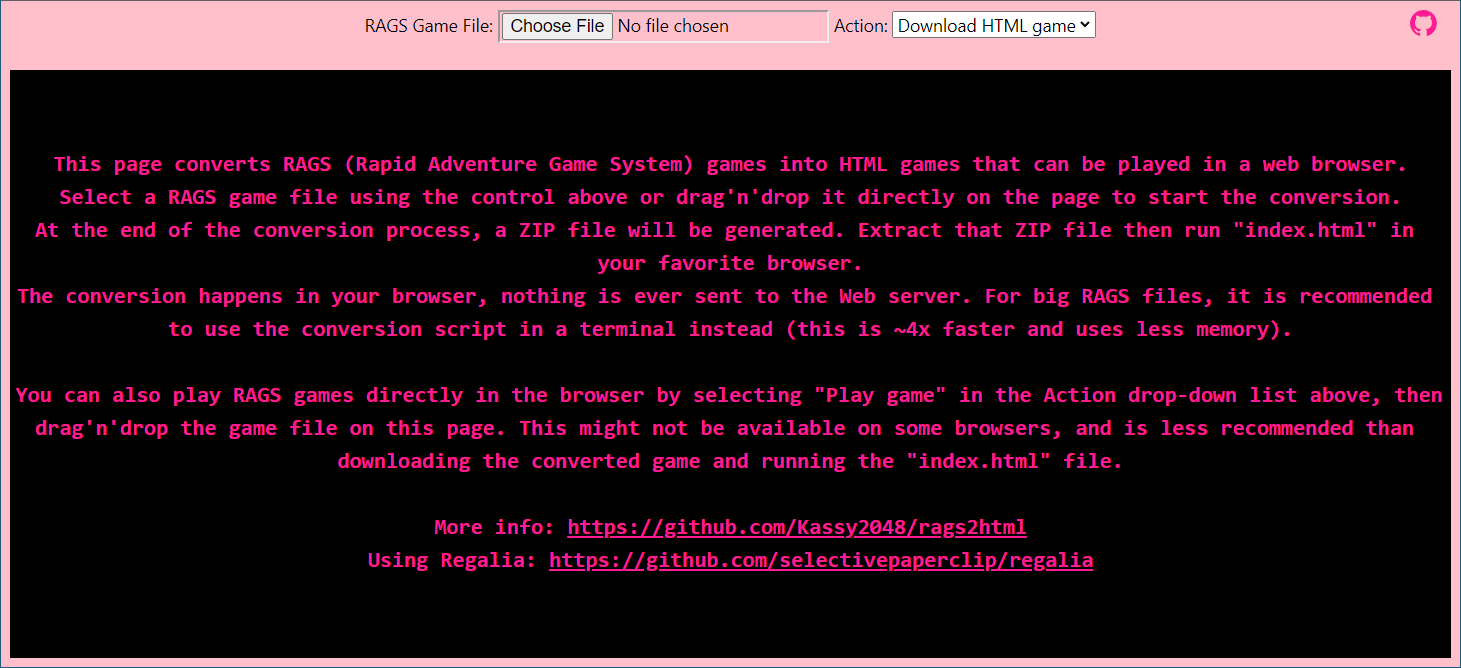 RAGS Game File: Choose File No file chosen Action: Download HTML game
This page converts RAGS (Rapid Adventure Game System) games into HTML games that can be played in a web browser.
Select a RAGS game file using the control above or drag'n'drop it directly on the page to start the conversion.
At the end of the conversion process, a ZIP file will be generated. Extract that ZIP file then run "index.html" in
your favorite browser.
The conversion happens in your browser, nothing is ever sent to the Web server. For big RAGS files, it is recommended
to use the conversion script in a terminal instead (this is ~4x faster and uses less memory).
You can also play RAGS games directly in the browser by selecting "Play game" in the Action drop-down list above, then
drag'n'drop the game file on this page. This might not be available on some browsers, and is less recommended than
downloading the converted game and running the "index.html" file.
More info: https://github.com/Kassy2048/rags2html
Using Regalia: https://github.com/selectivepaperclip/regalia